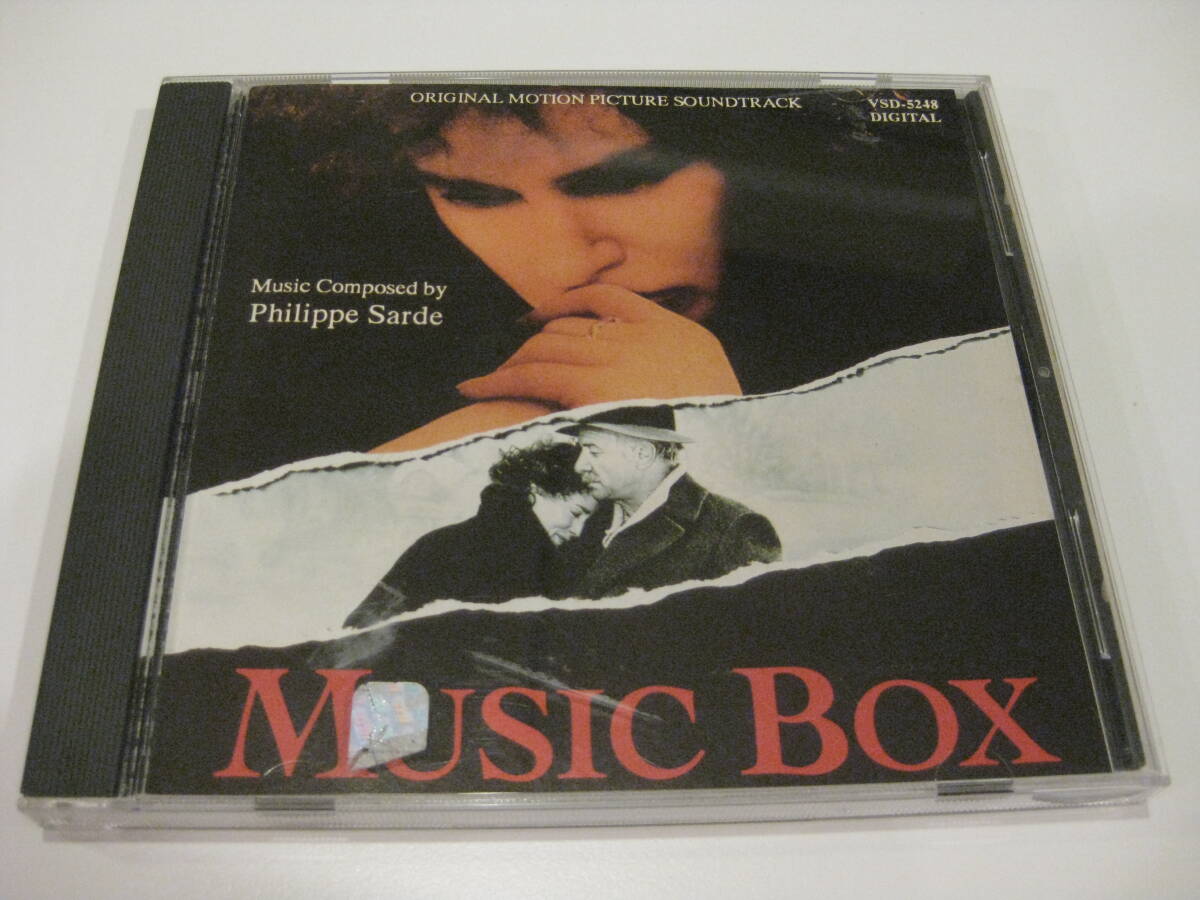 ORIGINAL MOTION PICTURE SOUNDTRACK
VSD-5248
DIGITAL
Music Composed by
Philippe Sarde
MUSIC BOX